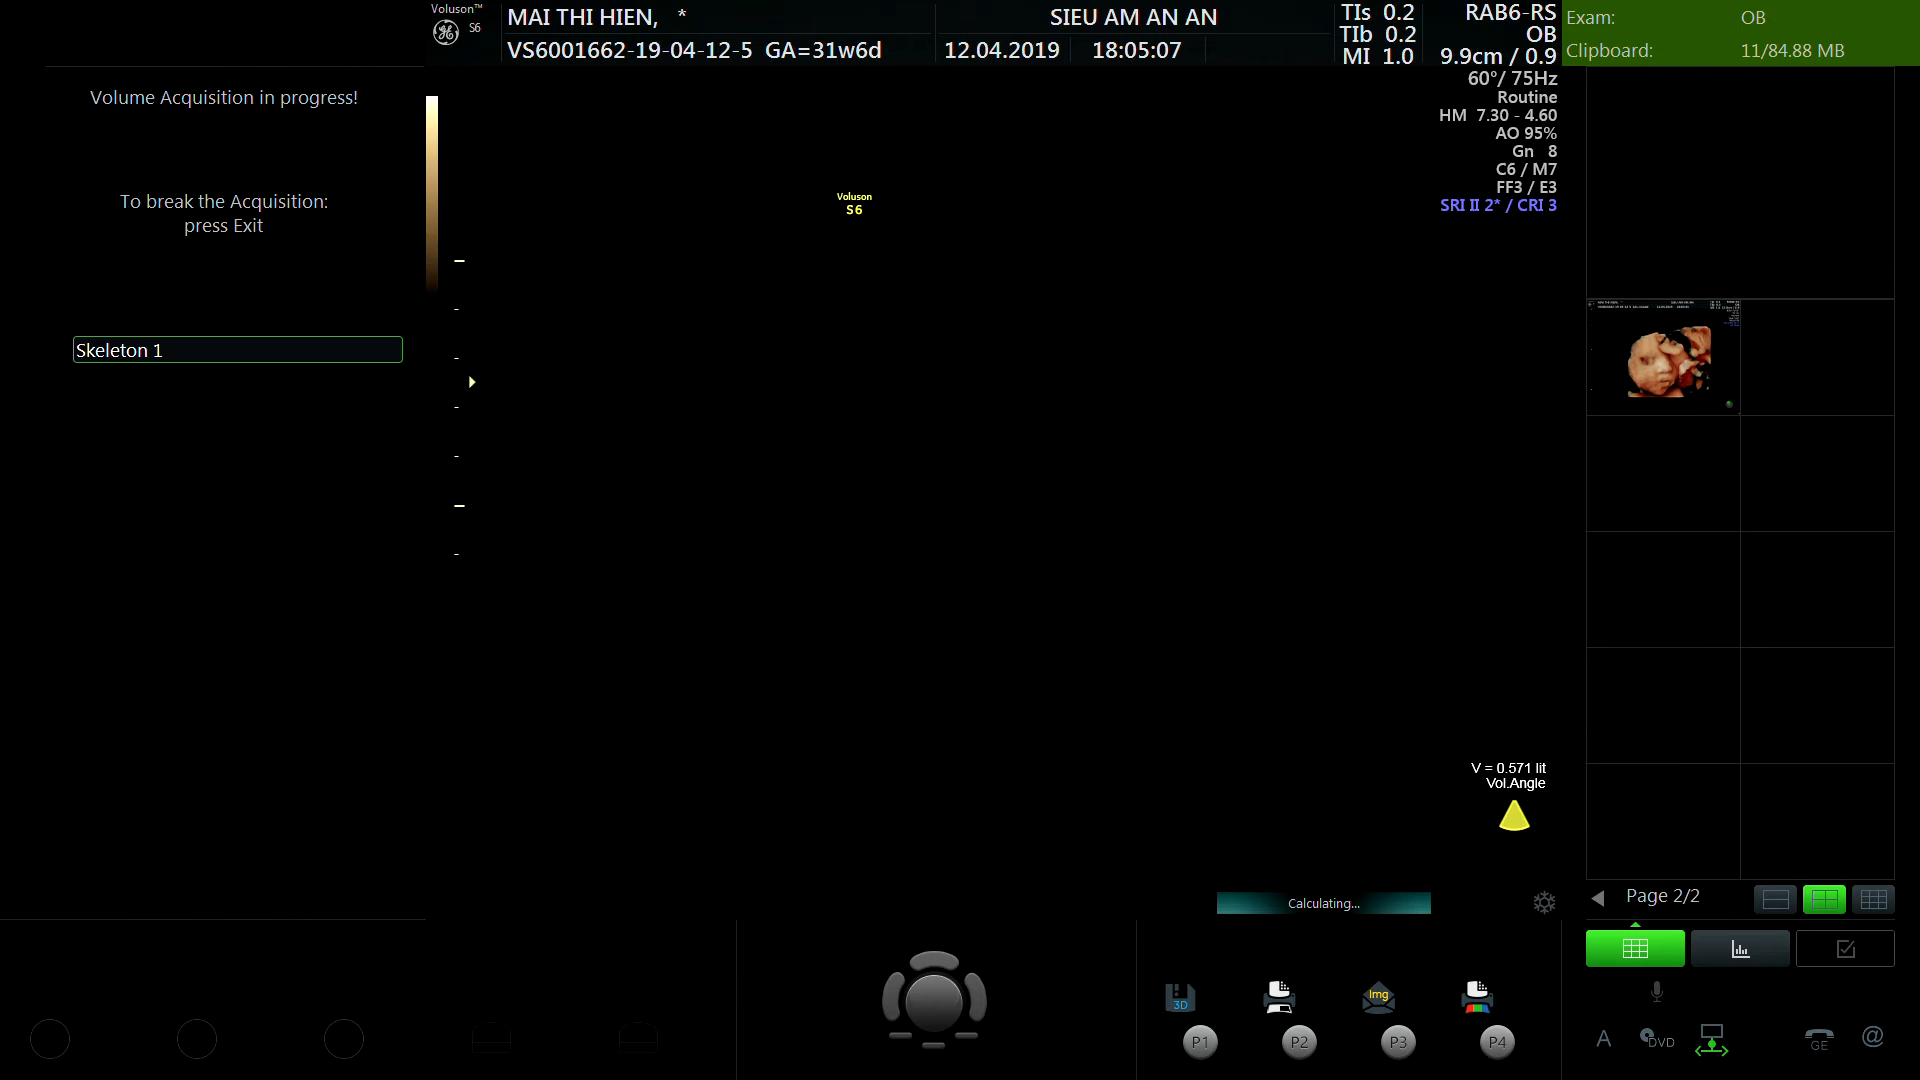 Voluson™
S6
MAI THI HIEN,   *
VS6001662-19-04-12-5  GA=31w6d
SIEU AM AN AN
12.04.2019
18:05:07
TIs  0.2
TIb  0.2
MI  1.0
RAB6-RS
OB
9.9cm / 0.9
60°/ 75Hz
Routine
HM  7.30 - 4.60
AO 95%
Gn   8
C6 / M7
FF3 / E3
SRI II 2* / CRI 3
Exam: OB
Clipboard: 11/84.88 MB
Volume Acquisition in progress!
To break the Acquisition:
press Exit
Skeleton 1
Voluson
S6
V = 0.571 lit
Vol.Angle
Calculating...
Page 2/2
3D
Img
P1
P2
P3
P4
A
DVD
GE
@